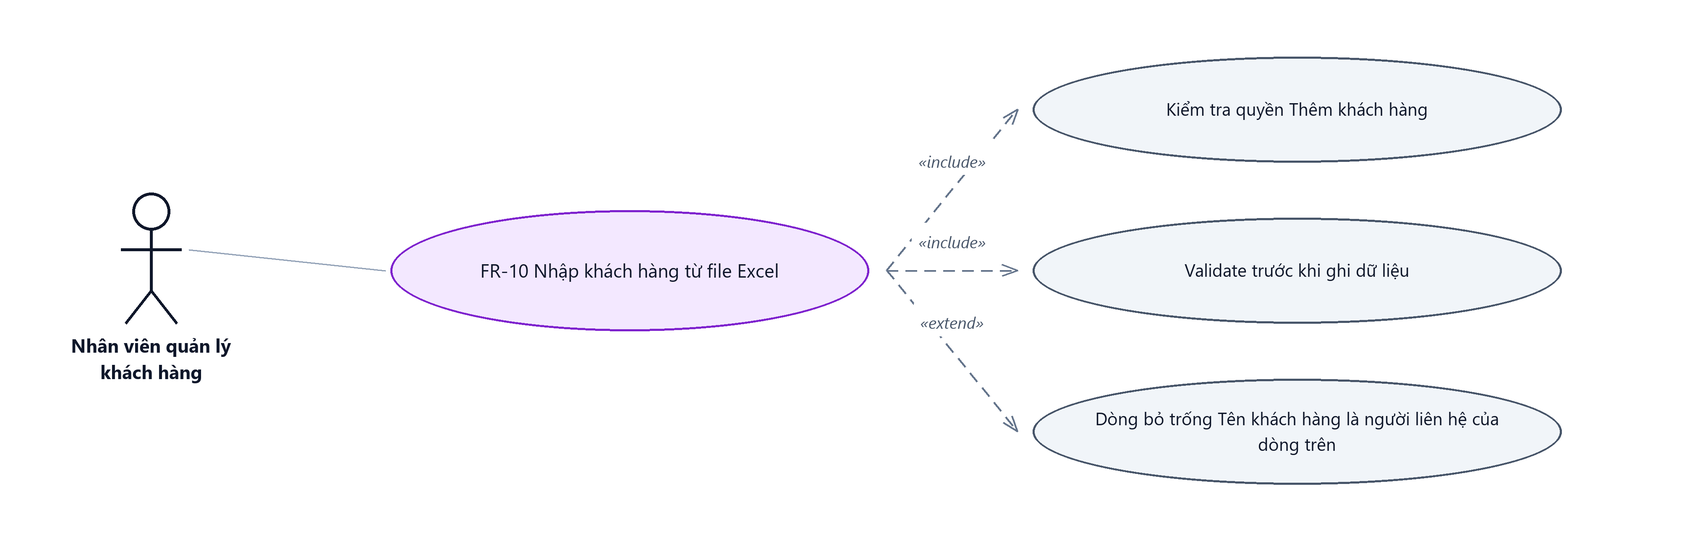 Kiểm tra quyền Thêm khách hàng
«include»
«include»
FR-10 Nhập khách hàng từ file Excel
Validate trước khi ghi dữ liệu
«extend»
Nhân viên quản lý
khách hàng
Dòng bỏ trống Tên khách hàng là người liên hệ của
dòng trên